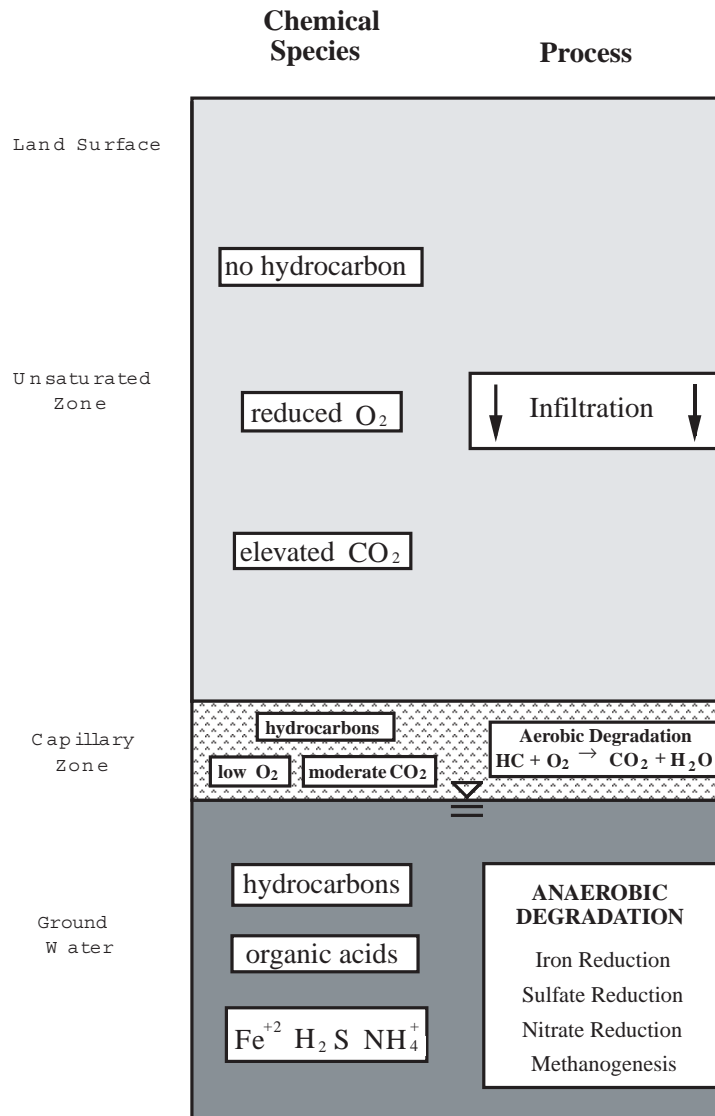 Chemical
Species
Process
Land Surface
no hydrocarbon
Unsaturated
Zone
reduced O₂
Infiltration
elevated CO₂
Capillary
Zone
hydrocarbons
low O₂
moderate CO₂
Aerobic Degradation
HC + O₂ → CO₂ + H₂O
Ground
Water
hydrocarbons
organic acids
Fe⁺² H₂S NH₄⁺
ANAEROBIC
DEGRADATION
Iron Reduction
Sulfate Reduction
Nitrate Reduction
Methanogenesis